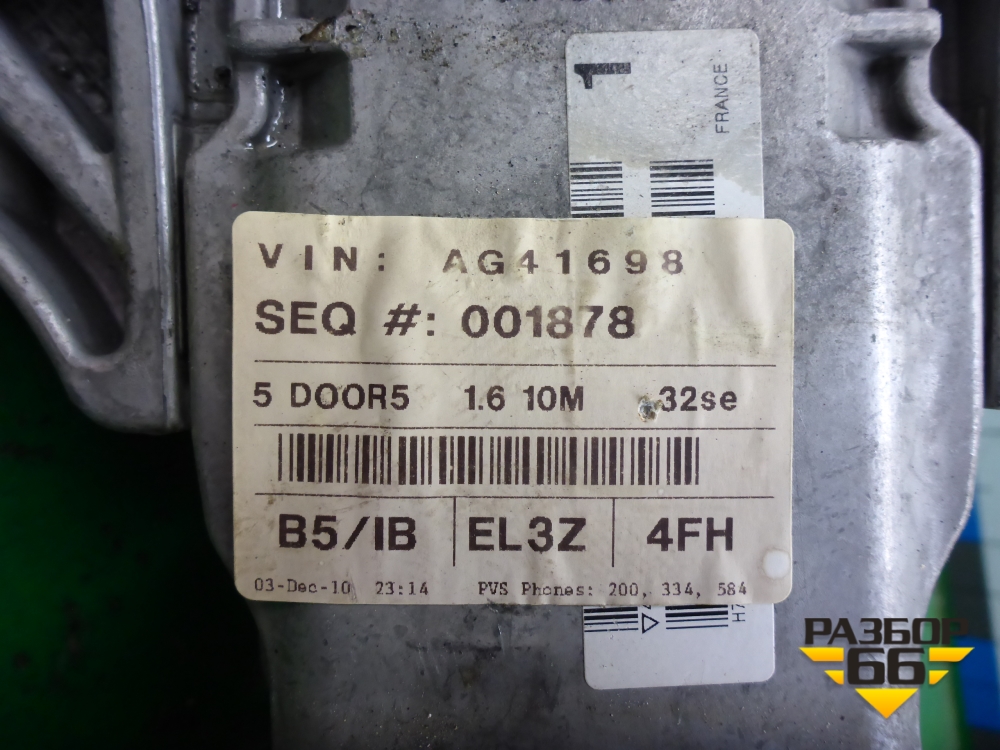 1
FRANCE
VIN: AG41698
SEQ #: 001878
5 DOOR5 1.6 10M 32se
B5/IB EL3Z 4FH
03-Dec-10 23:14 PVS Phones: 200, 334, 584
РАЗБОР
66